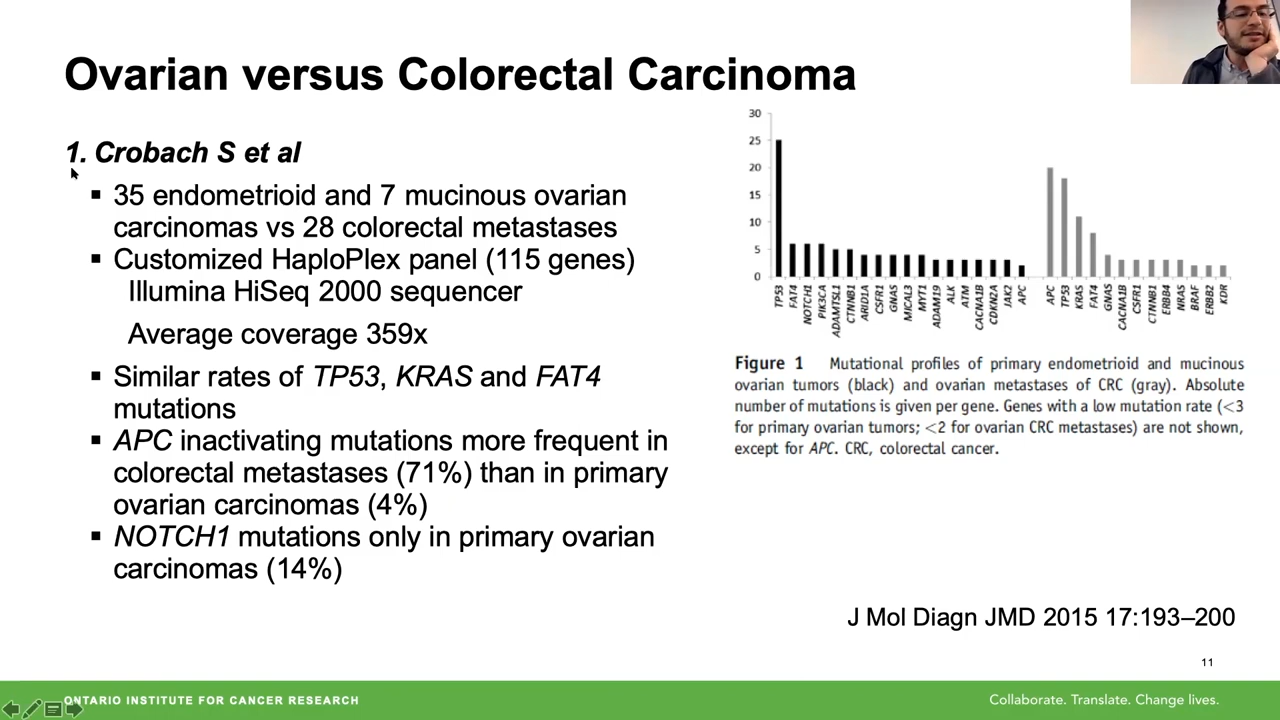 Ovarian versus Colorectal Carcinoma
1. Crobach S et al
▪ 35 endometrioid and 7 mucinous ovarian
carcinomas vs 28 colorectal metastases
▪ Customized HaloPlex panel (115 genes)
Illumina HiSeq 2000 sequencer
Average coverage 359x
▪ Similar rates of TP53, KRAS and FAT4
mutations
▪ APC inactivating mutations more frequent in
colorectal metastases (71%) than in primary
ovarian carcinomas (4%)
▪ NOTCH1 mutations only in primary ovarian
carcinomas (14%)
30
25
20
15
10
5
0
TP53
FAT4
NOTCH1
PIK3CA
ADAMTSL1
CTNNB1
ARID1A
CSFR1
GNAS
MICAL3
MYT1
ADAM19
ALK
ATM
CACNA1B
CDKN2A
JAK2
APC
APC
TP53
KRAS
FAT4
GNAS
CACNA1B
CSFR1
CTNNB1
ERBB4
NRAS
BRAF
ERBB2
KDR
Figure 1 Mutational profiles of primary endometrioid and mucinous
ovarian tumors (black) and ovarian metastases of CRC (gray). Absolute
number of mutations is given per gene. Genes with a low mutation rate (<3
for primary ovarian tumors; <2 for ovarian CRC metastases) are not shown,
except for APC. CRC, colorectal cancer.
J Mol Diagn JMD 2015 17:193–200
11
ONTARIO INSTITUTE FOR CANCER RESEARCH
Collaborate. Translate. Change lives.